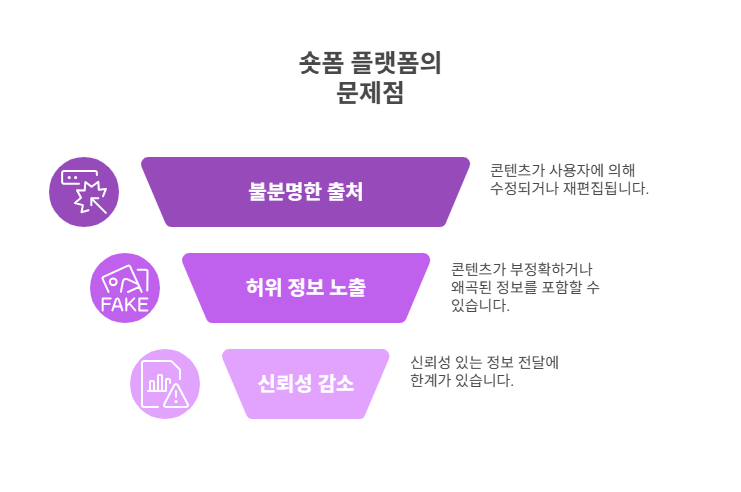 숏폼 플랫폼의
문제점
불분명한 출처
콘텐츠가 사용자에 의해
수정되거나 재편집됩니다.
FAKE
허위 정보 노출
콘텐츠가 부정확하거나
왜곡된 정보를 포함할 수
있습니다.
신뢰성 감소
신뢰성 있는 정보 전달에
한계가 있습니다.